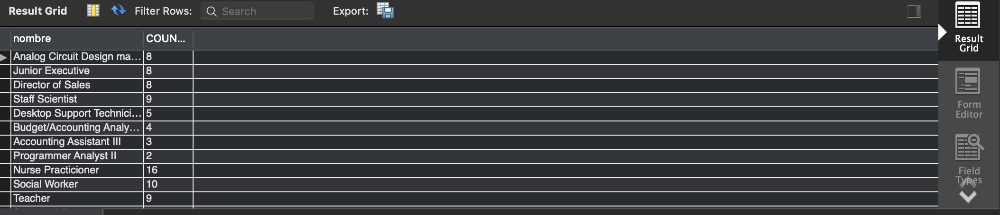 Result Grid Filter Rows: Search Export:
nombre COUN...
Analog Circuit Design ma... 8
Junior Executive 8
Director of Sales 8
Staff Scientist 9
Desktop Support Technici... 5
Budget/Accounting Analy... 4
Accounting Assistant III 3
Programmer Analyst II 2
Nurse Practicioner 16
Social Worker 10
Teacher 9
Result
Grid
Form
Editor
Field
Types